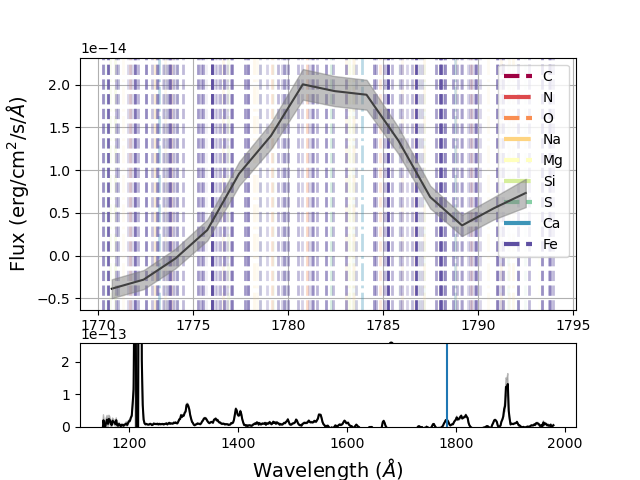 1e−14
Flux (erg/cm²/s/Å)
2.0
1.5
1.0
0.5
0.0
−0.5
C
N
O
Na
Mg
Si
S
Ca
Fe
1770 1775 1780 1785 1790 1795
1e−13
2
1
0
1200 1400 1600 1800 2000
Wavelength (Å)